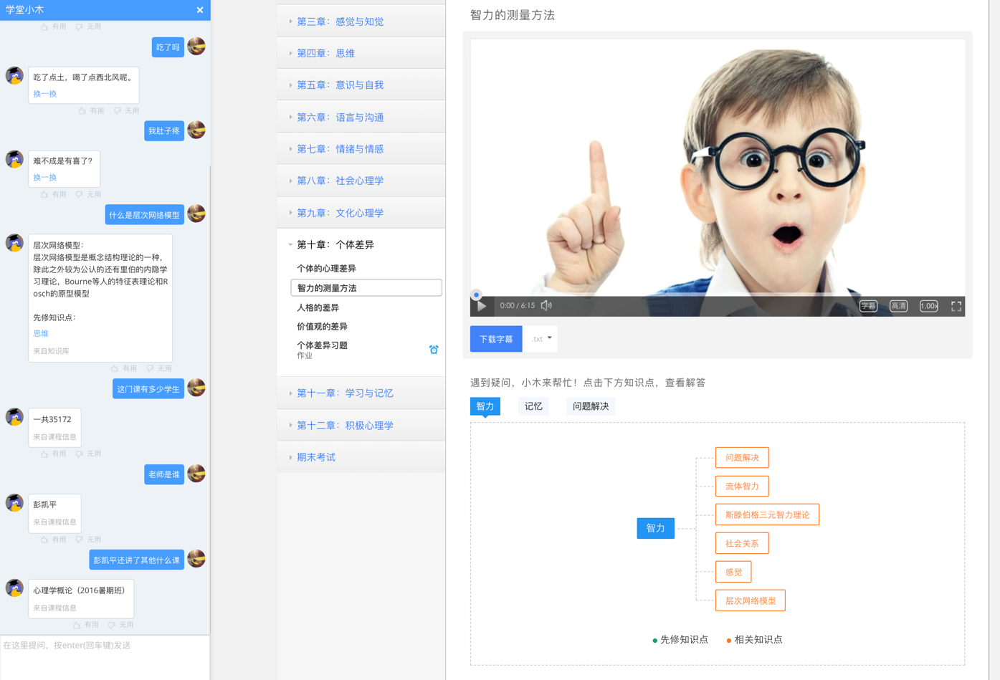 学堂小木
×
有用 无用
吃了吗
吃了点土，喝了点西北风呢。
换一换
有用 无用
我肚子疼
难不成是有喜了?
换一换
有用 无用
什么是层次网络模型
层次网络模型：
层次网络模型是概念结构理论的一种，
除此之外较为公认的还有里伯的内隐学
习理论，Bourne等人的特征表理论和R
osch的原型模型
先修知识点：
思维
来自知识库
有用 无用
这门课有多少学生
一共35172
来自课程信息
有用 无用
老师是谁
彭凯平
来自课程信息
有用 无用
彭凯平还讲了其他什么课
心理学概论（2016暑期班）
来自课程信息
有用 无用
在这里提问，按enter(回车键)发送
第三章：感觉与知觉
第四章：思维
第五章：意识与自我
第六章：语言与沟通
第七章：情绪与情感
第八章：社会心理学
第九章：文化心理学
第十章：个体差异
个体的心理差异
智力的测量方法
人格的差异
价值观的差异
个体差异习题
作业
第十一章：学习与记忆
第十二章：积极心理学
期末考试
智力的测量方法
0:00 / 6:15
字幕 高清 1.00x
下载字幕 .txt
遇到疑问，小木来帮忙！点击下方知识点，查看解答
智力 记忆 问题解决
问题解决
流体智力
斯滕伯格三元智力理论
智力
社会关系
感觉
层次网络模型
先修知识点 相关知识点